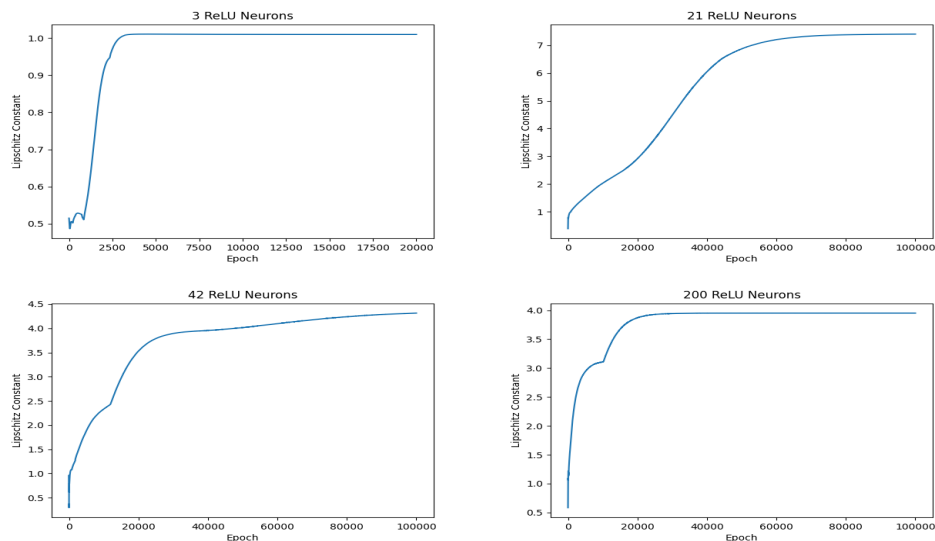 3 ReLU Neurons
Lipschitz Constant
1.0
0.9
0.8
0.7
0.6
0.5
0 2500 5000 7500 10000 12500 15000 17500 20000
Epoch
21 ReLU Neurons
Lipschitz Constant
7
6
5
4
3
2
1
0 20000 40000 60000 80000 100000
Epoch
42 ReLU Neurons
Lipschitz Constant
4.5
4.0
3.5
3.0
2.5
2.0
1.5
1.0
0.5
0 20000 40000 60000 80000 100000
Epoch
200 ReLU Neurons
Lipschitz Constant
4.0
3.5
3.0
2.5
2.0
1.5
1.0
0.5
0 20000 40000 60000 80000 100000
Epoch